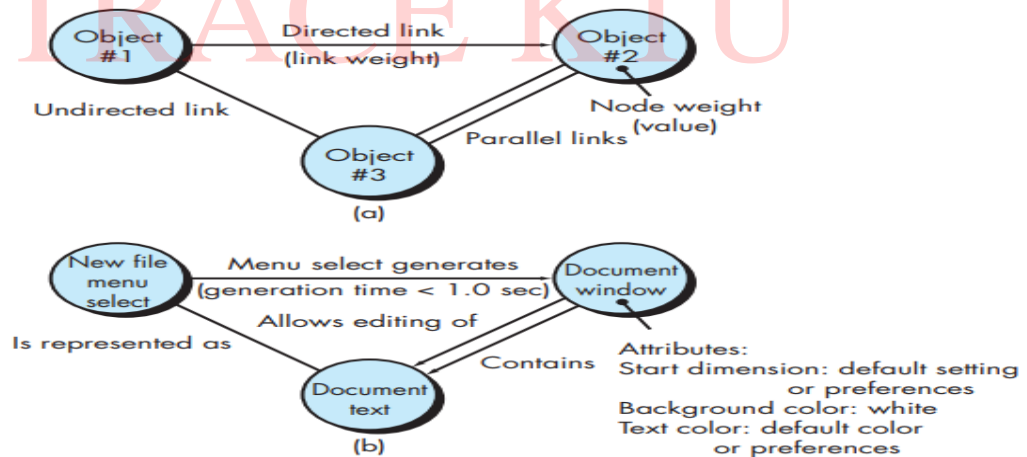 TRACE KTU
Object
#1
Directed link
(link weight)
Object
#2
Undirected link
Node weight
(value)
Parallel links
Object
#3
(a)
New file
menu
select
Menu select generates
(generation time < 1.0 sec)
Document
window
Allows editing of
Is represented as
Contains
Attributes:
Start dimension: default setting
or preferences
Background color: white
Text color: default color
or preferences
Document
text
(b)